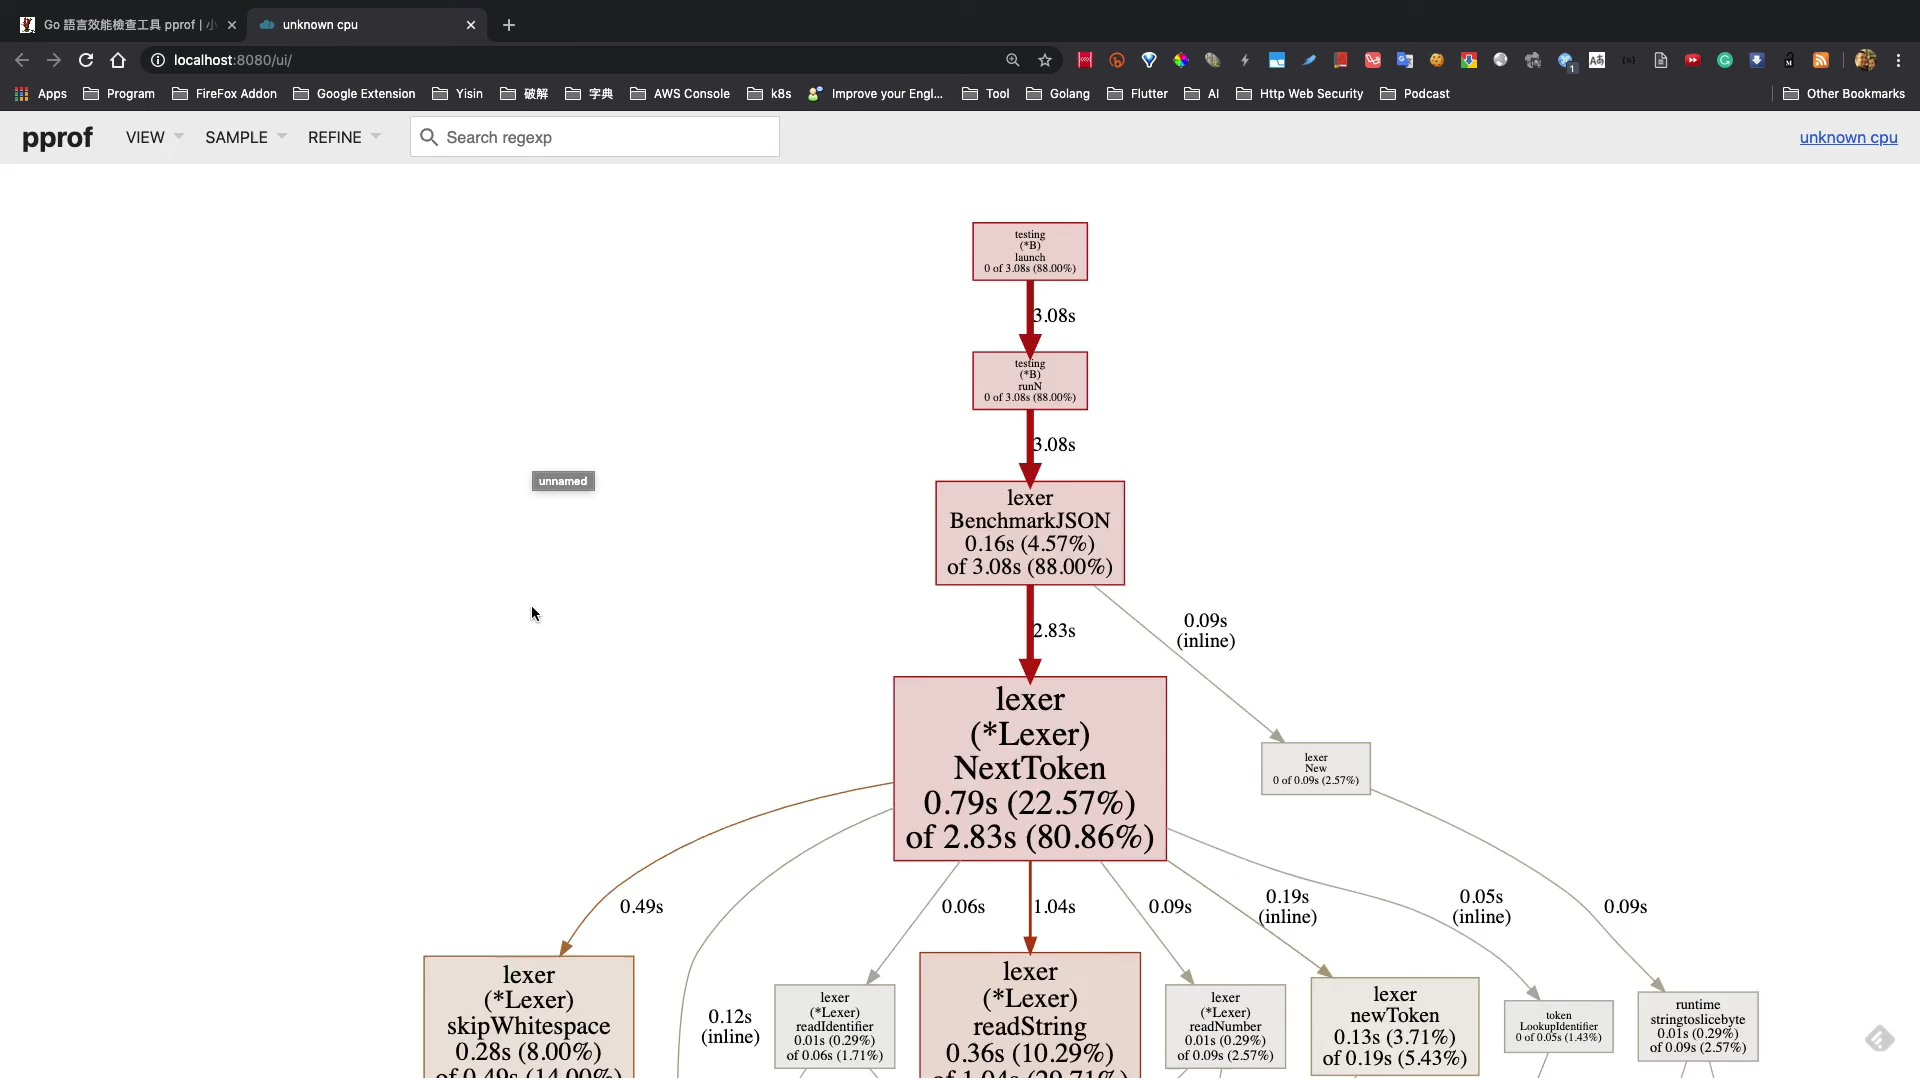 Go 語言效能檢查工具 pprof |
unknown cpu
localhost:8080/ui/
Apps
Program
FireFox Addon
Google Extension
Yisin
破解
字典
AWS Console
k8s
Improve your Engl...
Tool
Golang
Flutter
AI
Http Web Security
Podcast
Other Bookmarks
pprof
VIEW
SAMPLE
REFINE
Search regexp
unknown cpu
testing
(*B)
launch
0 of 3.08s (88.00%)
3.08s
testing
(*B)
runN
0 of 3.08s (88.00%)
3.08s
unnamed
lexer
BenchmarkJSON
0.16s (4.57%)
of 3.08s (88.00%)
2.83s
0.09s
(inline)
lexer
(*Lexer)
NextToken
0.79s (22.57%)
of 2.83s (80.86%)
lexer
New
0 of 0.09s (2.57%)
0.49s
0.06s
1.04s
0.09s
0.19s
(inline)
0.05s
(inline)
0.09s
lexer
(*Lexer)
skipWhitespace
0.28s (8.00%)
of 0.49s (14.00%)
0.12s
(inline)
lexer
(*Lexer)
readIdentifier
0.01s (0.29%)
of 0.06s (1.71%)
lexer
(*Lexer)
readString
0.36s (10.29%)
of 1.04s (29.71%)
lexer
(*Lexer)
readNumber
0.01s (0.29%)
of 0.09s (2.57%)
lexer
newToken
0.13s (3.71%)
of 0.19s (5.43%)
token
LookupIdentifier
0 of 0.05s (1.43%)
runtime
stringtoslicebyte
0.01s (0.29%)
of 0.09s (2.57%)